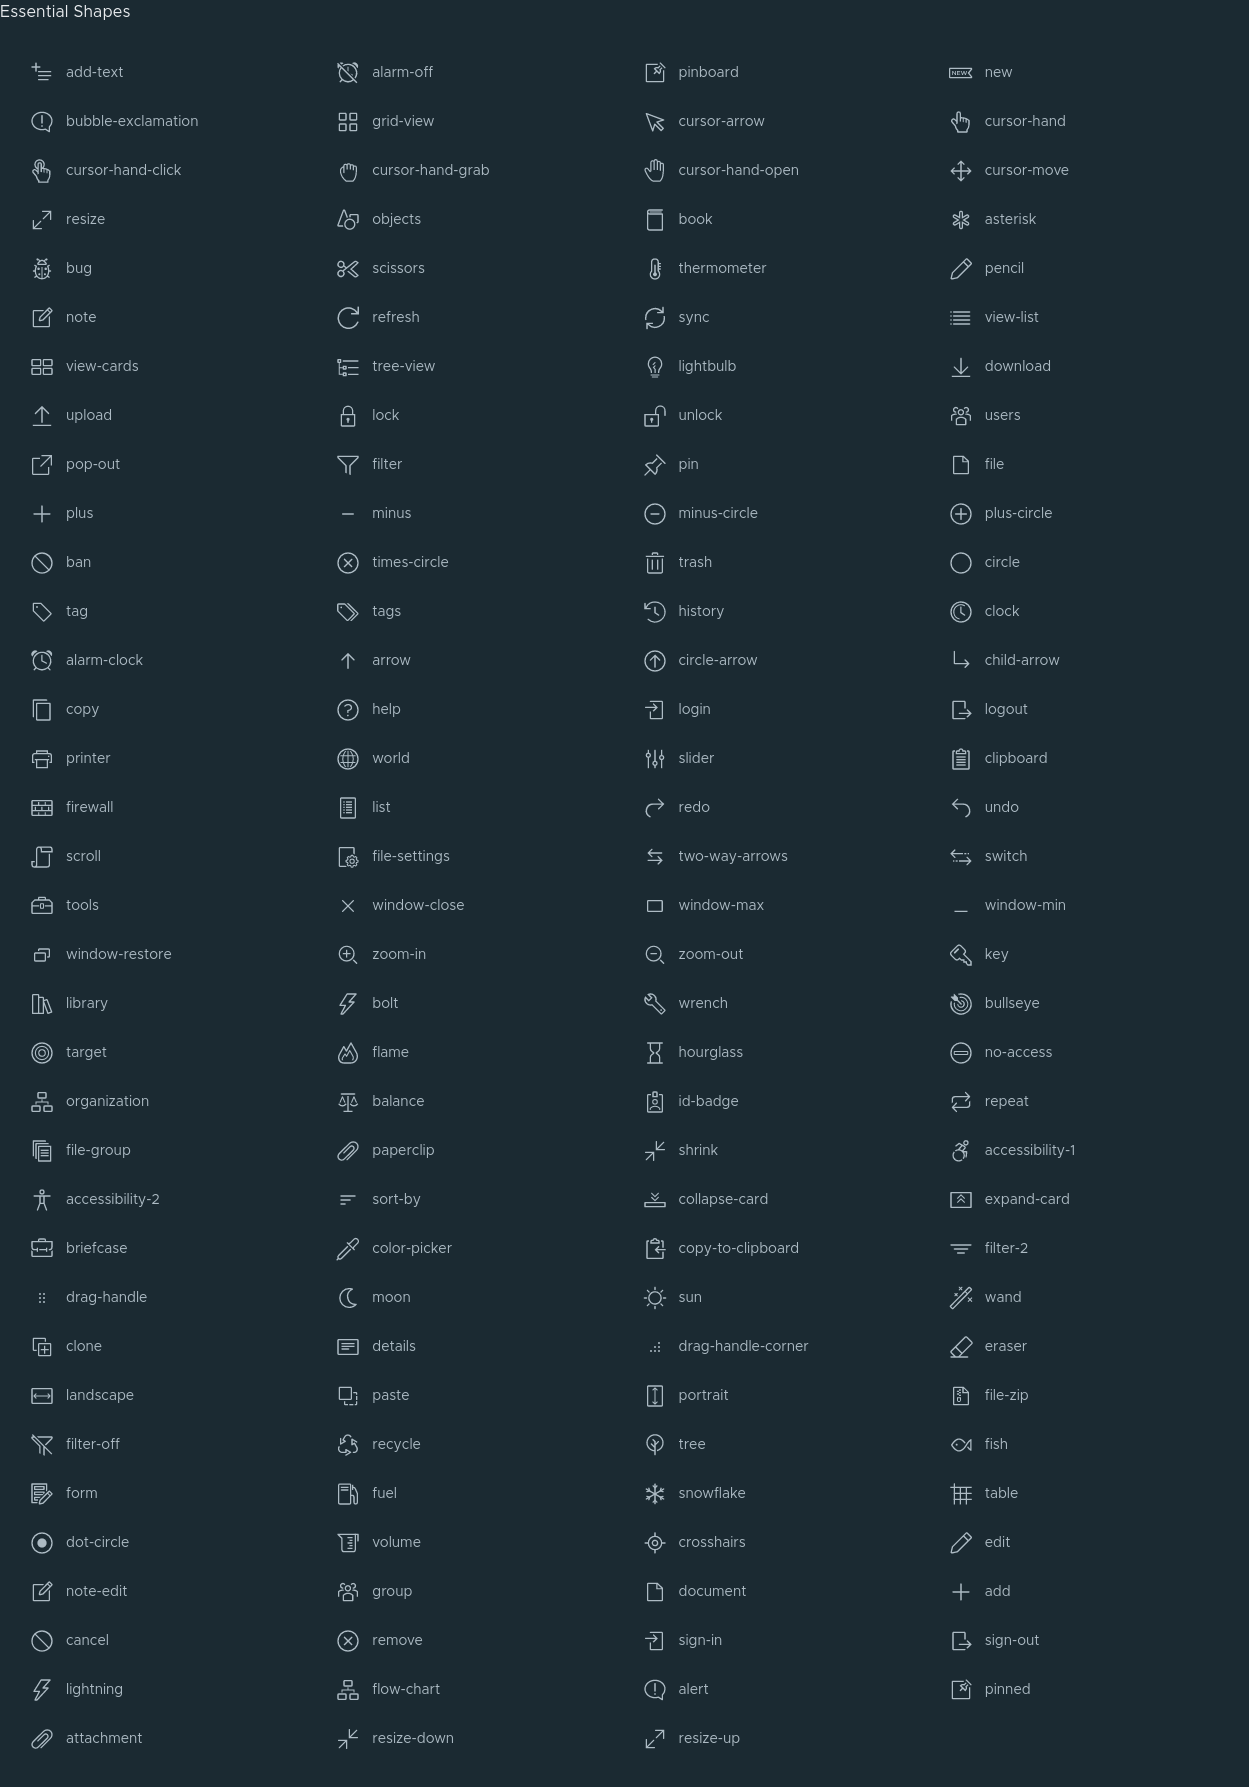 Essential Shapes
add-text alarm-off pinboard NEW new
bubble-exclamation grid-view cursor-arrow cursor-hand
cursor-hand-click cursor-hand-grab cursor-hand-open cursor-move
resize objects book asterisk
bug scissors thermometer pencil
note refresh sync view-list
view-cards tree-view lightbulb download
upload lock unlock users
pop-out filter pin file
plus minus minus-circle plus-circle
ban times-circle trash circle
tag tags history clock
alarm-clock arrow circle-arrow child-arrow
copy help login logout
printer world slider clipboard
firewall list redo undo
scroll file-settings two-way-arrows switch
tools window-close window-max window-min
window-restore zoom-in zoom-out key
library bolt wrench bullseye
target flame hourglass no-access
organization balance id-badge repeat
file-group paperclip shrink accessibility-1
accessibility-2 sort-by collapse-card expand-card
briefcase color-picker copy-to-clipboard filter-2
drag-handle moon sun wand
clone details drag-handle-corner eraser
landscape paste portrait file-zip
filter-off recycle tree fish
form fuel snowflake table
dot-circle volume crosshairs edit
note-edit group document add
cancel remove sign-in sign-out
lightning flow-chart alert pinned
attachment resize-down resize-up